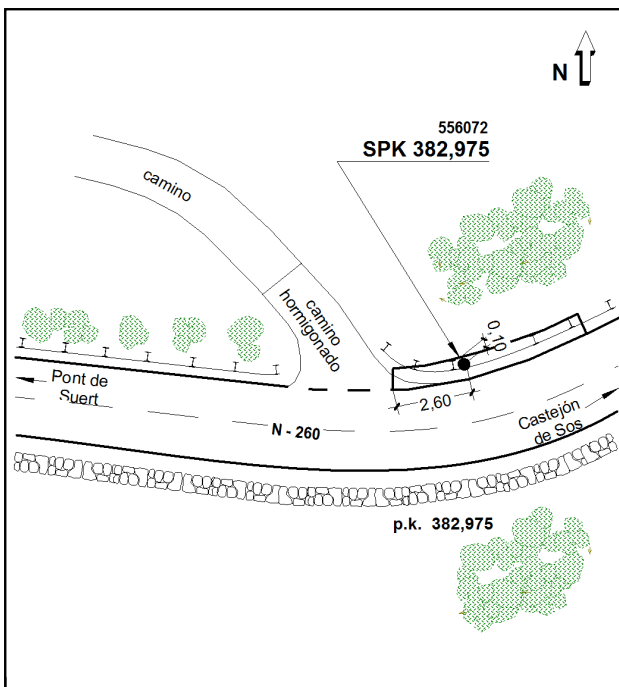 N
556072
SPK 382,975
camino
camino
hormigonado
0,10
2,60
Pont de
Suert
N - 260
Castejón
de Sos
p.k. 382,975